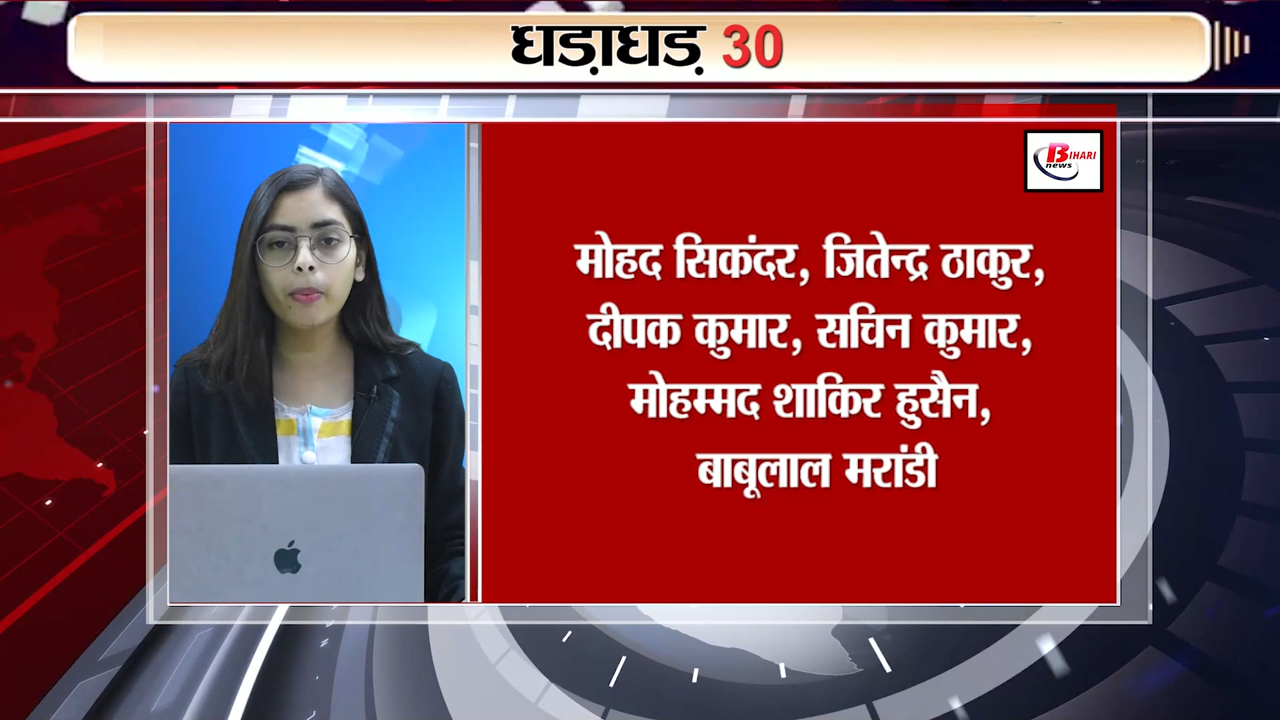 धड़ाधड़ 30
BIHARI
news
मोहद सिकंदर, जितेन्द्र ठाकुर,
दीपक कुमार, सचिन कुमार,
मोहम्मद शाकिर हुसैन,
बाबूलाल मरांडी